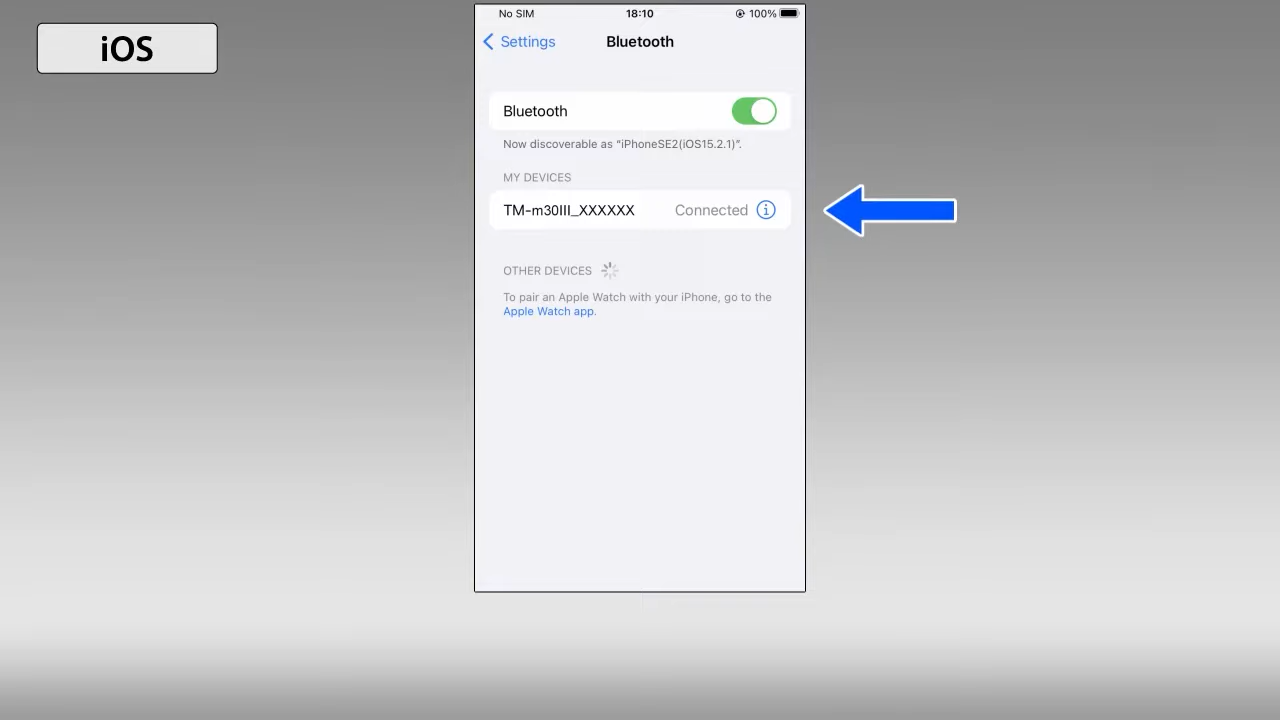 iOS
No SIM 18:10 100%
Settings Bluetooth
Bluetooth
Now discoverable as “iPhoneSE2(iOS15.2.1)”.
MY DEVICES
TM-m30III_XXXXXX Connected
OTHER DEVICES
To pair an Apple Watch with your iPhone, go to the
Apple Watch app.